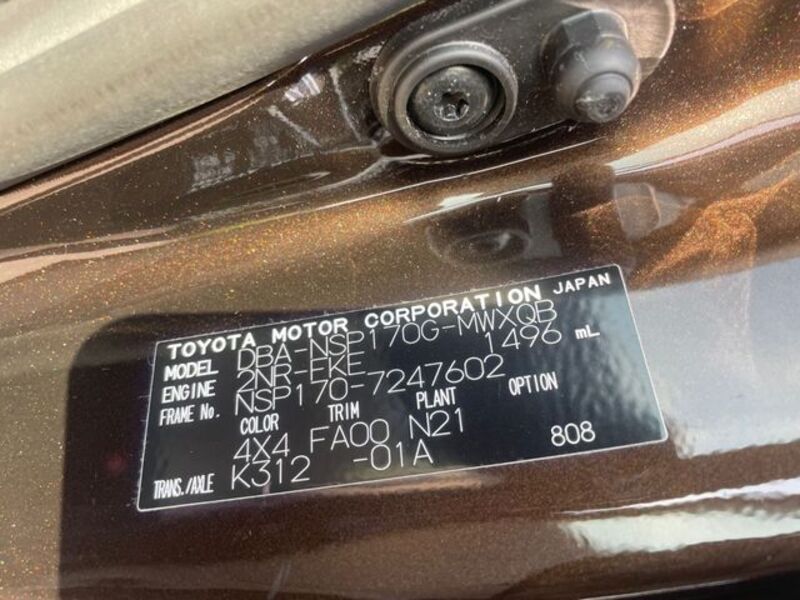 TOYOTA MOTOR CORPORATION JAPAN
MODEL DBA-NSP170G-MWXQB
ENGINE 2NR-FKE 1496 mL
FRAME No. NSP170-7247602
COLOR TRIM PLANT OPTION
4X4 FA00 N21
TRANS./AXLE K312 -01A 808